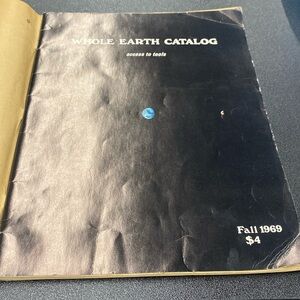 WHOLE EARTH CATALOG
access to tools
Fall 1969
$4